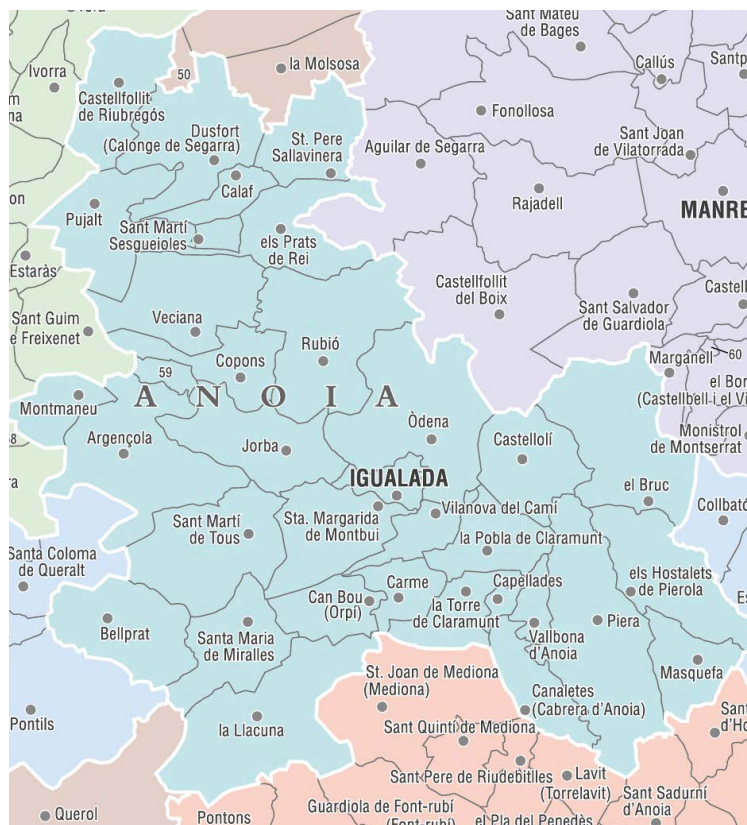 Sant Mateu
de Bages
la Molsosa
50
Ivorra
Callús
Castellfollit
de Riubregós
Fonollosa
Dusfort
(Calonge de Segarra)
St. Pere
Sallavinera
Aguilar de Segarra
Sant Joan
de Vilatorrada
Calaf
Rajadell
Pujalt
Sant Martí
Sesgueioles
els Prats
de Rei
MANRE
Estaràs
Castellfollit
del Boix
Castell
Sant Salvador
de Guardiola
Sant Guim
e Freixenet
Veciana
Rubió
Copons
59
Marganell
60
el Bor
(Castellbell i el Vi
Montmaneu
ANOIA
Òdena
Monistrol
de Montserrat
Argençola
Jorba
Castellolí
IGUALADA
el Bruc
Collbató
Sant Martí
de Tous
Sta. Margarida
de Montbui
Vilanova del Camí
la Pobla de Claramunt
Santa Coloma
de Queralt
Can Bou
(Orpí)
Carme
la Torre
de Claramunt
Capellades
els Hostalets
de Pierola
Bellprat
Santa Maria
de Miralles
Vallbona
d'Anoia
Piera
Masquefa
St. Joan de Mediona
(Mediona)
Canaletes
(Cabrera d'Anoia)
Pontils
la Llacuna
Sant Quintí de Mediona
Sant
d'Ho
Sant Pere de Riudebitlles
Lavit
(Torrelavit)
Sant Sadurní
d'Anoia
Querol
Pontons
Guardiola de Font-rubí
(Font-rubí)
el Pla del Penedès